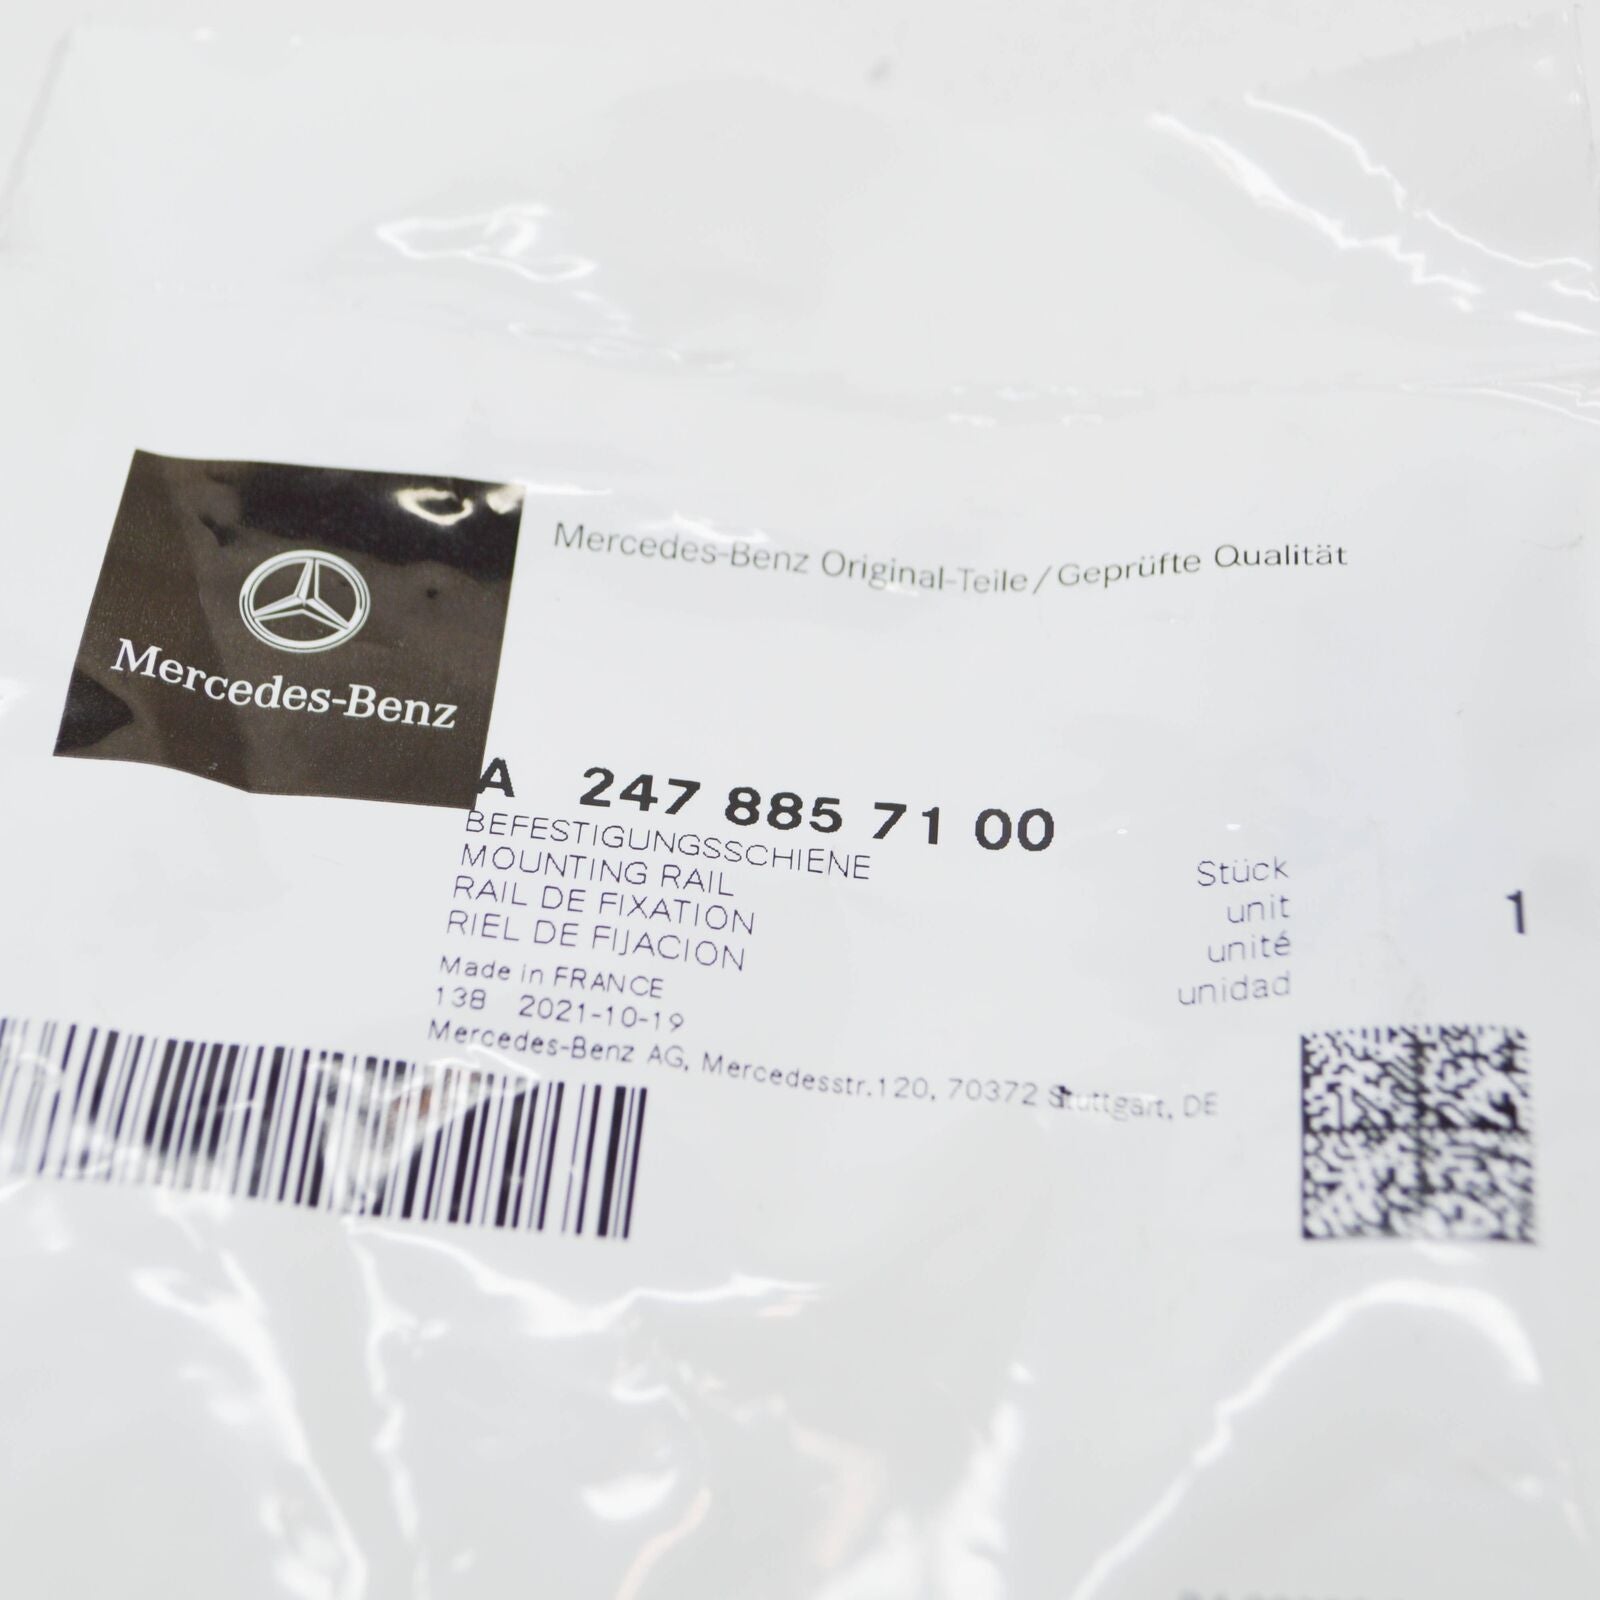 Mercedes-Benz
Mercedes-Benz Original-Teile/Geprüfte Qualität
A 247 885 71 00
BEFESTIGUNGSSCHIENE
MOUNTING RAIL
RAIL DE FIXATION
RIEL DE FIJACION
Stück
unit 1
unité
unidad
Made in FRANCE
138 2021-10-19
Mercedes-Benz AG, Mercedesstr.120, 70372 Stuttgart, DE